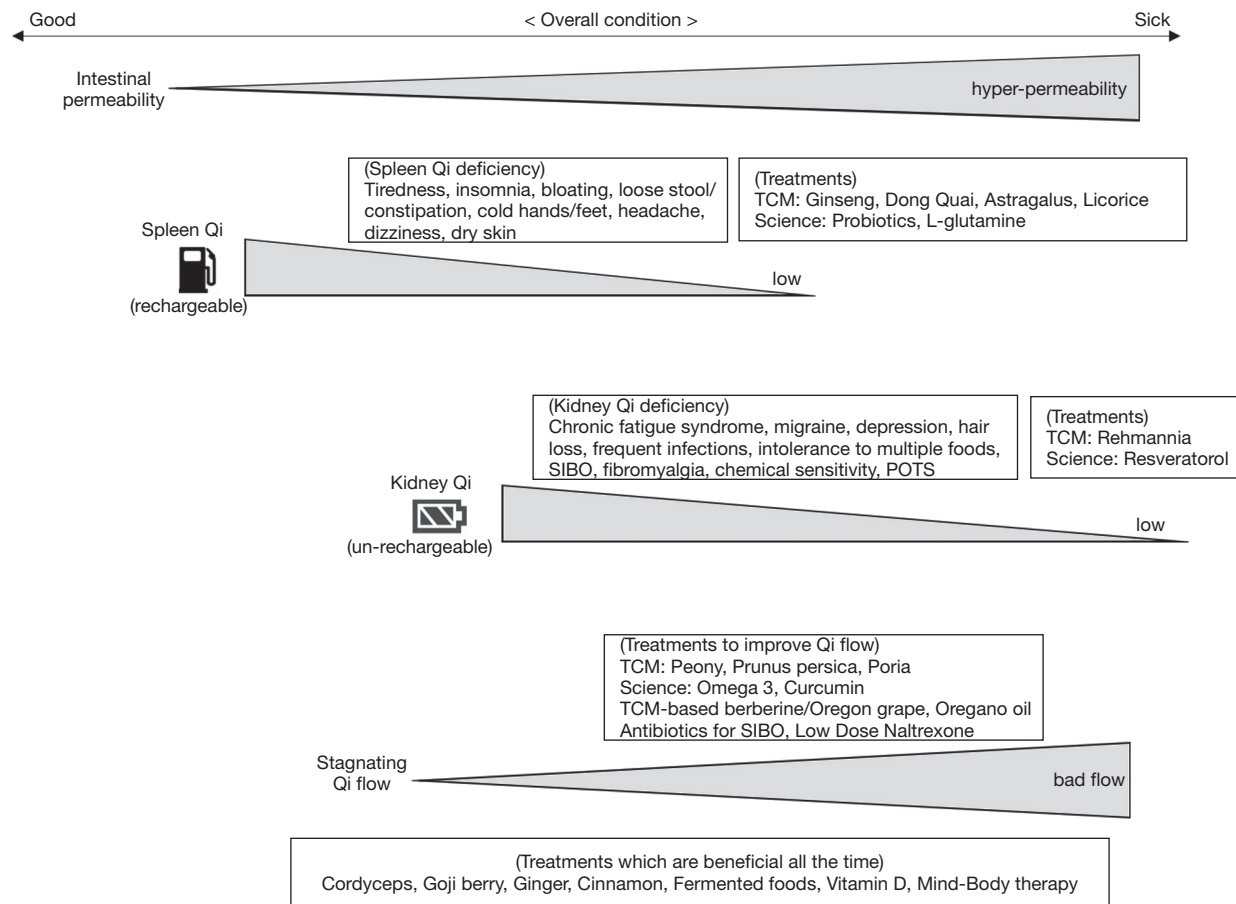 Good
< Overall condition >
Sick
Intestinal
permeability
hyper-permeability
(Spleen Qi deficiency)
Tiredness, insomnia, bloating, loose stool/
constipation, cold hands/feet, headache,
dizziness, dry skin
(Treatments)
TCM: Ginseng, Dong Quai, Astragalus, Licorice
Science: Probiotics, L-glutamine
Spleen Qi
(rechargeable)
low
(Kidney Qi deficiency)
Chronic fatigue syndrome, migraine, depression, hair
loss, frequent infections, intolerance to multiple foods,
SIBO, fibromyalgia, chemical sensitivity, POTS
(Treatments)
TCM: Rehmannia
Science: Resveratorol
Kidney Qi
(un-rechargeable)
low
(Treatments to improve Qi flow)
TCM: Peony, Prunus persica, Poria
Science: Omega 3, Curcumin
TCM-based berberine/Oregon grape, Oregano oil
Antibiotics for SIBO, Low Dose Naltrexone
Stagnating
Qi flow
bad flow
(Treatments which are beneficial all the time)
Cordyceps, Goji berry, Ginger, Cinnamon, Fermented foods, Vitamin D, Mind-Body therapy